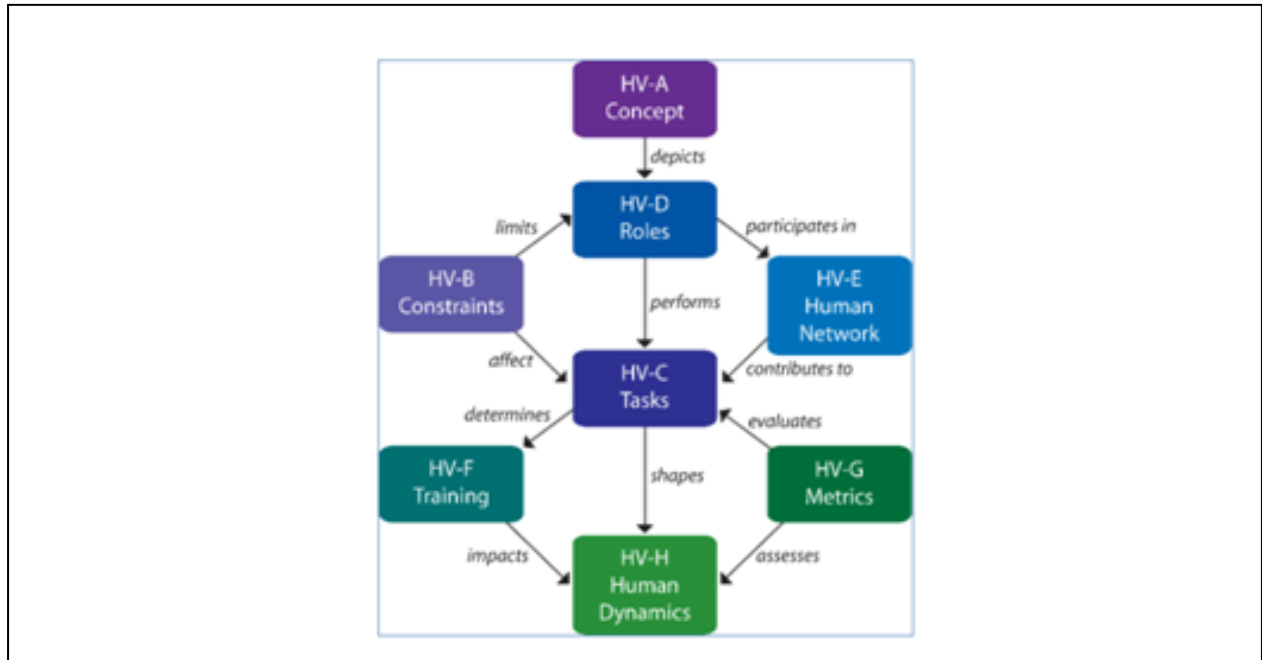 HV-A
Concept
depicts
HV-D
Roles
limits
participates in
HV-B
Constraints
performs
HV-E
Human
Network
affect
HV-C
Tasks
contributes to
determines
evaluates
HV-F
Training
shapes
HV-G
Metrics
impacts
HV-H
Human
Dynamics
assesses